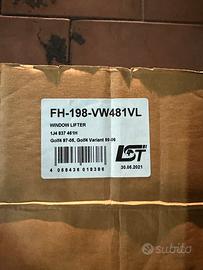 FH-198-VW481VL
WINDOW LIFTER
1J4 837 461H
Golf4 97-05, Golf4 Variant 99-06
LST
30.06.2021
4 058436 019386
subito